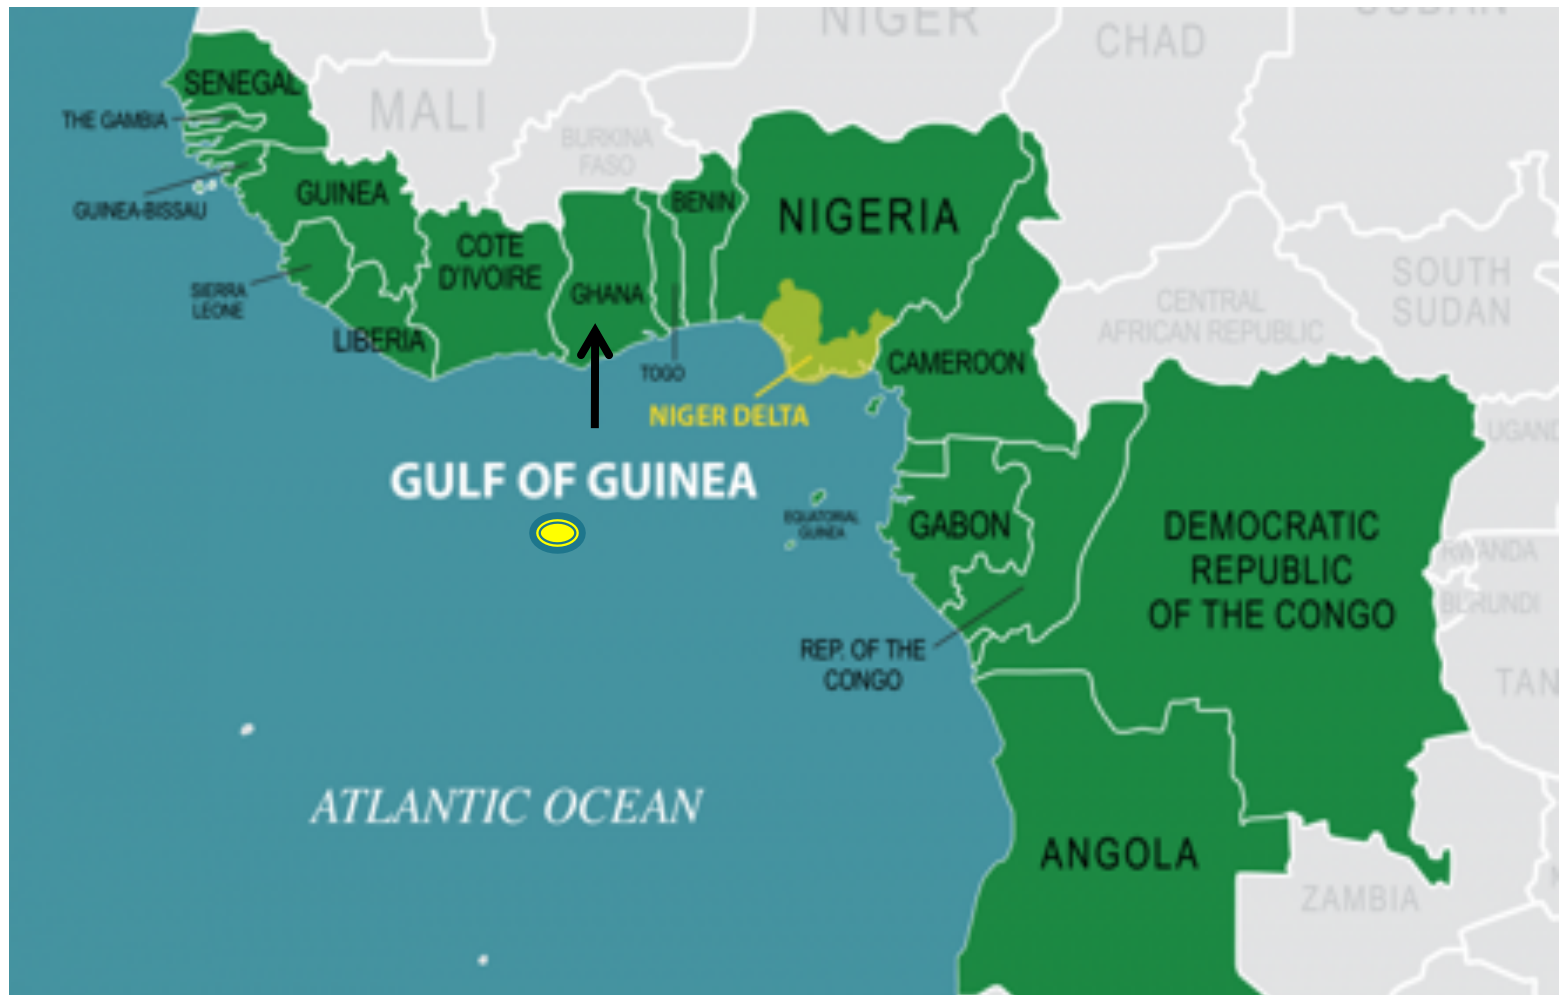 NIGER
CHAD
SENEGAL
MALI
THE GAMBIA
BURKINA
FASO
GUINEA
BENIN
NIGERIA
GUINEA-BISSAU
COTE
D'IVOIRE
GHANA
SIERRA
LEONE
SOUTH
SUDAN
CENTRAL
AFRICAN REPUBLIC
LIBERIA
TOGO
CAMEROON
NIGER DELTA
UGAND
GULF OF GUINEA
EQUATORIAL
GUINEA
GABON
DEMOCRATIC
REPUBLIC
OF THE CONGO
RWANDA
BURUNDI
REP. OF THE
CONGO
TAN
ATLANTIC OCEAN
ANGOLA
ZAMBIA